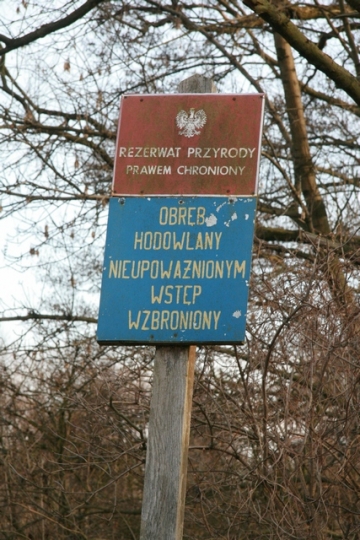 REZERWAT PRZYRODY
PRAWEM CHRONIONY
OBRĘB
HODOWLANY
NIEUPOWAŻNIONYM
WSTĘP
WZBRONIONY